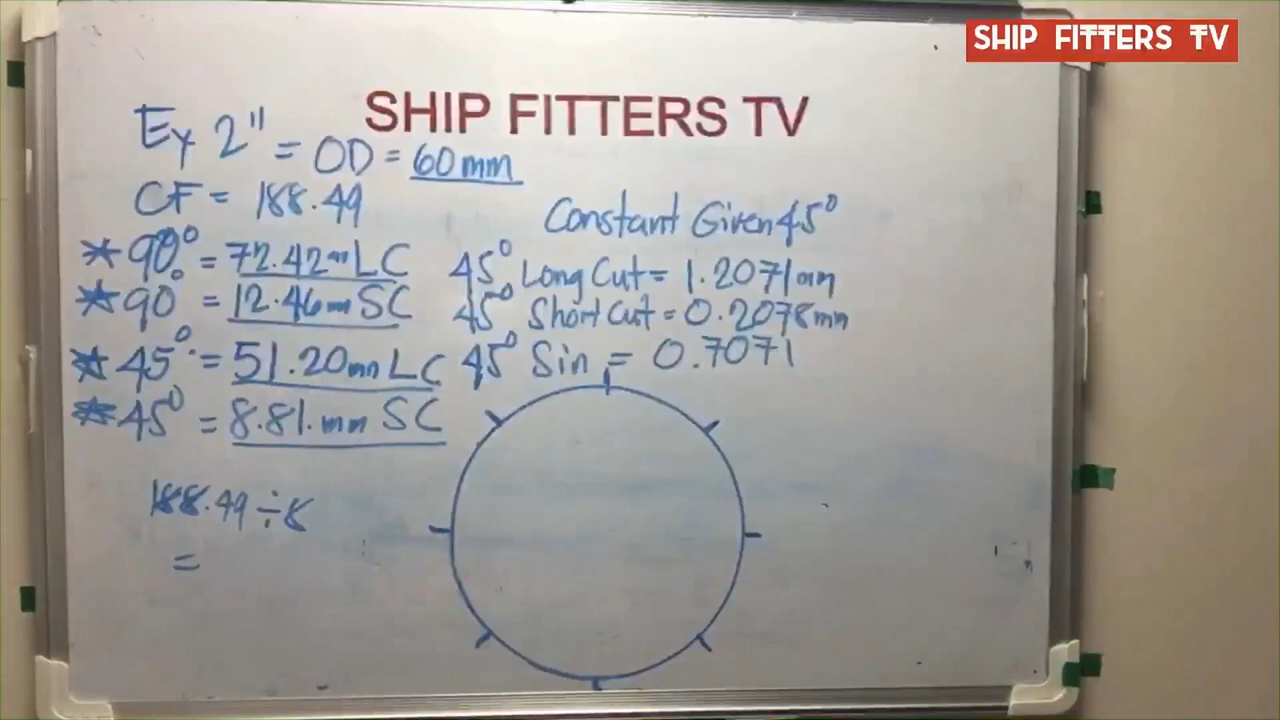 SHIP FITTERS TV
SHIP FITTERS TV
Ex 2" = OD = 60mm
CF = 188.49
90° = 72.42mm LC
90° = 12.46mm SC
45° = 51.20mm LC
45° = 8.81.mm SC
188.49 ÷ 8
=
Constant Given 45°
45° Long Cut = 1.2071mm
45° Short Cut = 0.2078mm
45° Sin = 0.7071